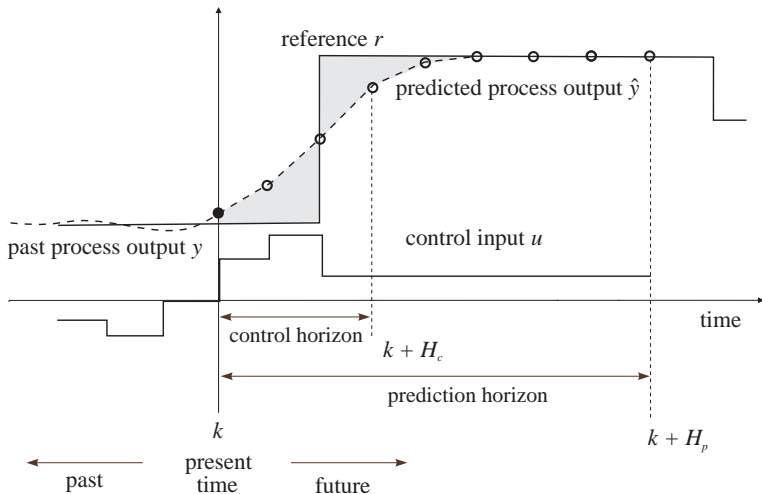 reference r
predicted process output ŷ
past process output y
control input u
time
control horizon
k + H_c
prediction horizon
k
k + H_p
present
time
past
future